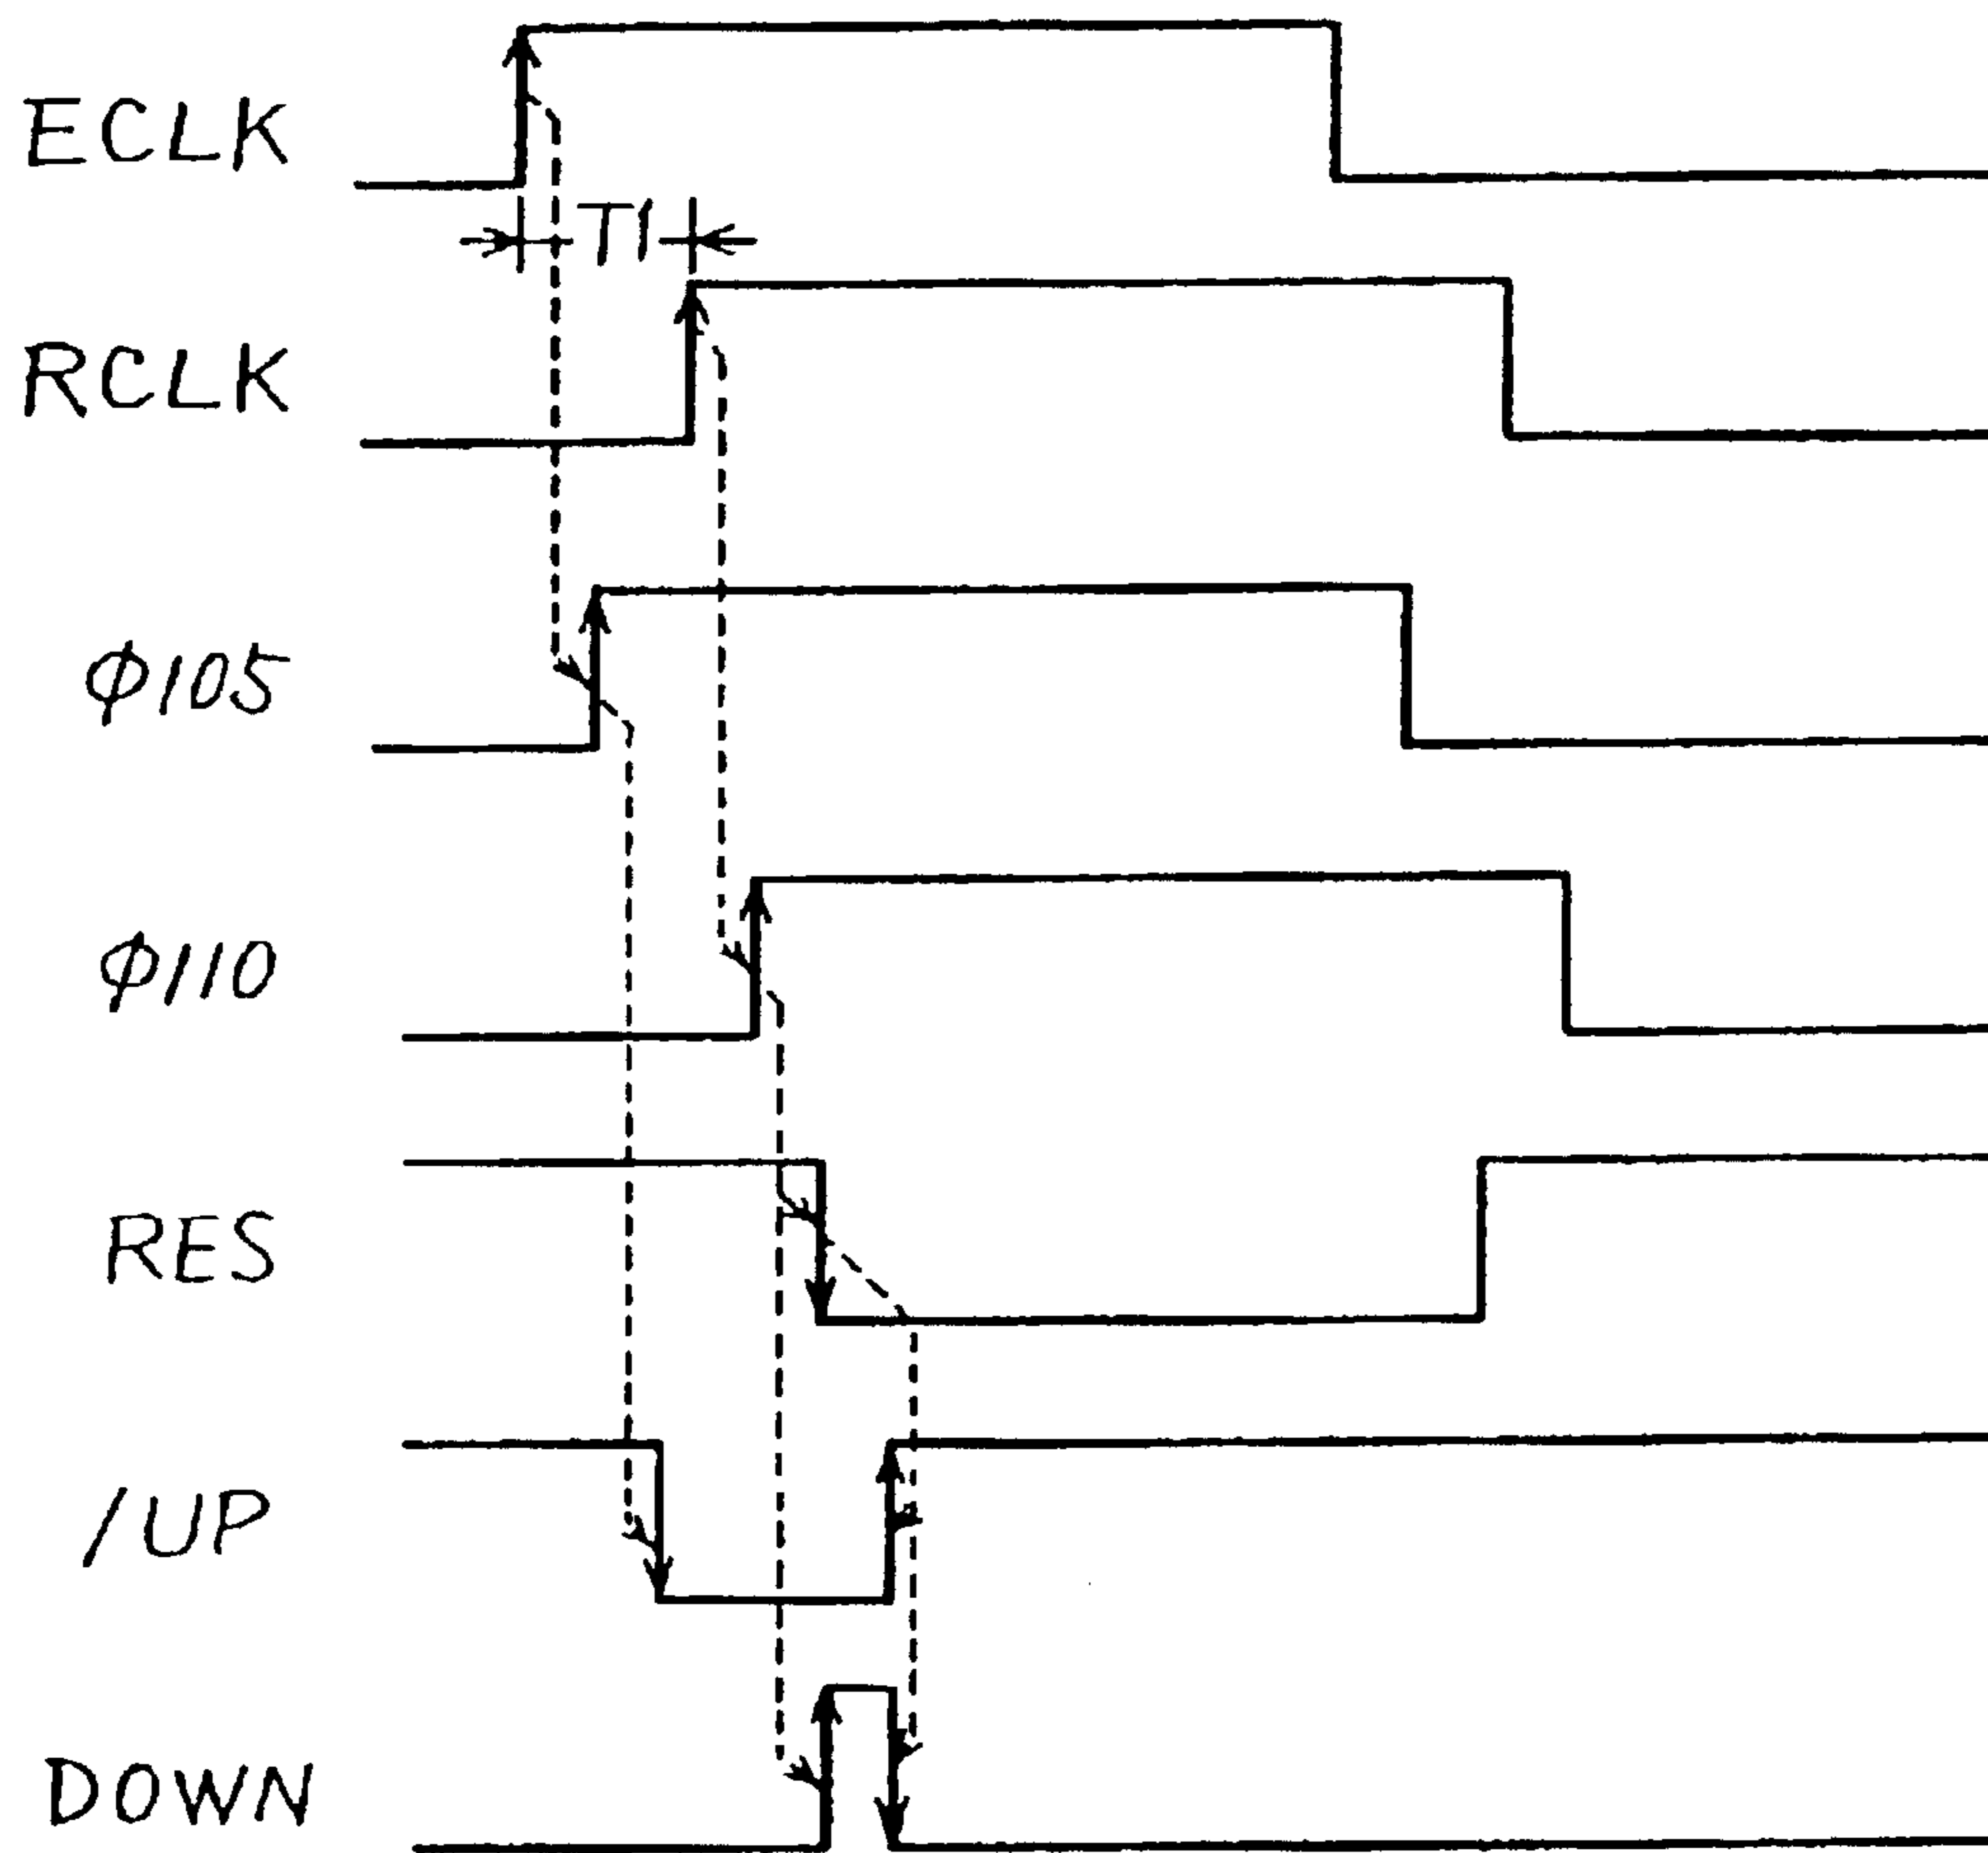 ECLK
T1
RCLK
φ105
φ110
RES
/UP
DOWN